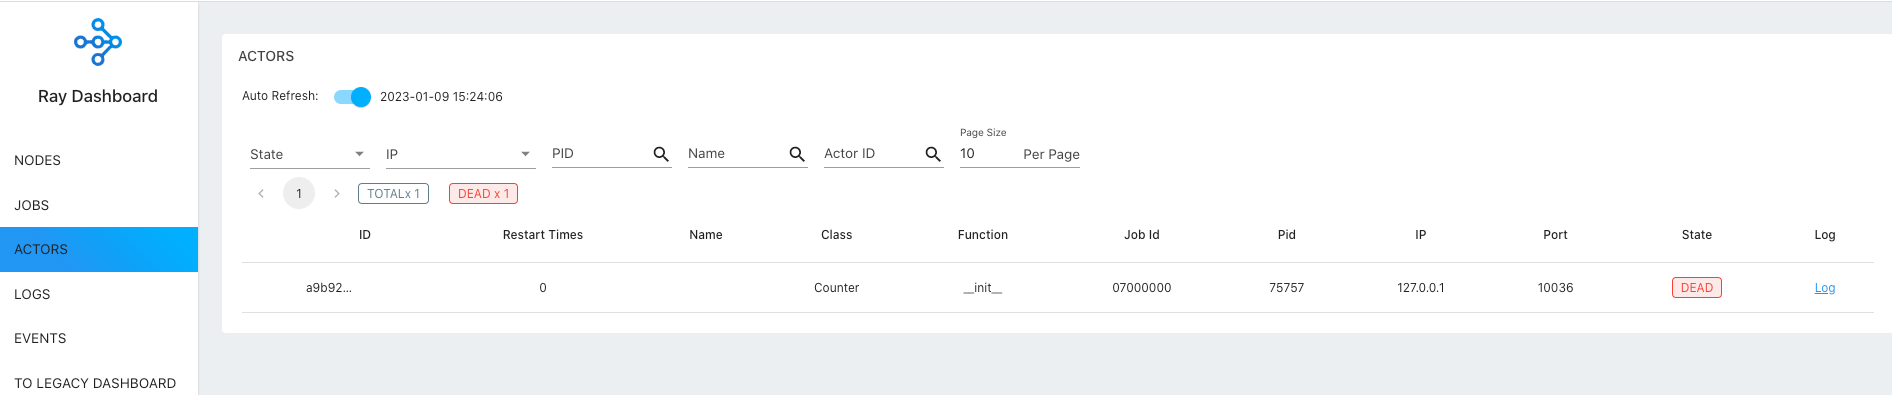 Ray Dashboard
NODES
JOBS
ACTORS
LOGS
EVENTS
TO LEGACY DASHBOARD
ACTORS
Auto Refresh: 2023-01-09 15:24:06
Page Size
State IP PID Name Actor ID 10 Per Page
1 TOTALx 1 DEAD x 1
ID Restart Times Name Class Function Job Id Pid IP Port State Log
a9b92... 0 Counter __init__ 07000000 75757 127.0.0.1 10036 DEAD Log